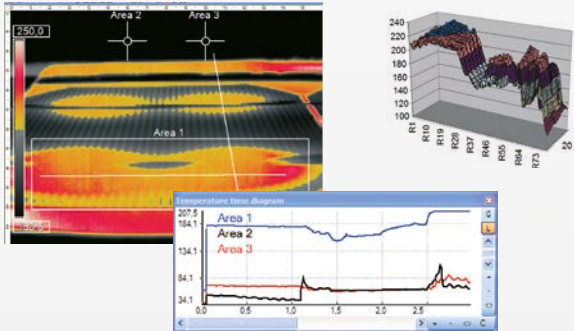 Area 2
Area 3
250,0
Area 1
240
220
200
180
160
140
120
100
R1
R10
R19
R28
R37
R46
R55
R64
R73
20
Temperature time diagram
207,5
184,1
134,1
84,1
34,1
Area 1
Area 2
Area 3
0,0
0,5
1,0
1,5
2,0
2,5
C
L
C